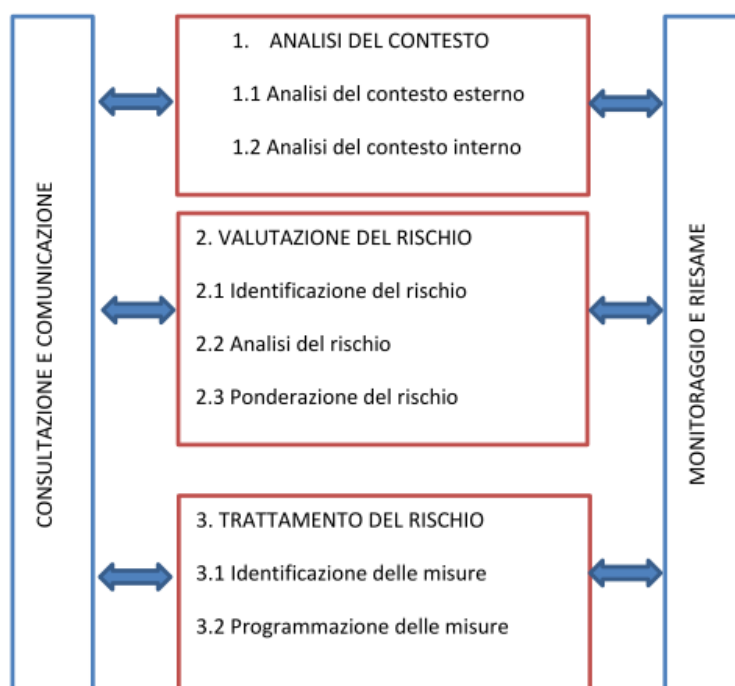 CONSULTAZIONE E COMUNICAZIONE
1. ANALISI DEL CONTESTO
1.1 Analisi del contesto esterno
1.2 Analisi del contesto interno
2. VALUTAZIONE DEL RISCHIO
2.1 Identificazione del rischio
2.2 Analisi del rischio
2.3 Ponderazione del rischio
3. TRATTAMENTO DEL RISCHIO
3.1 Identificazione delle misure
3.2 Programmazione delle misure
MONITORAGGIO E RIESAME